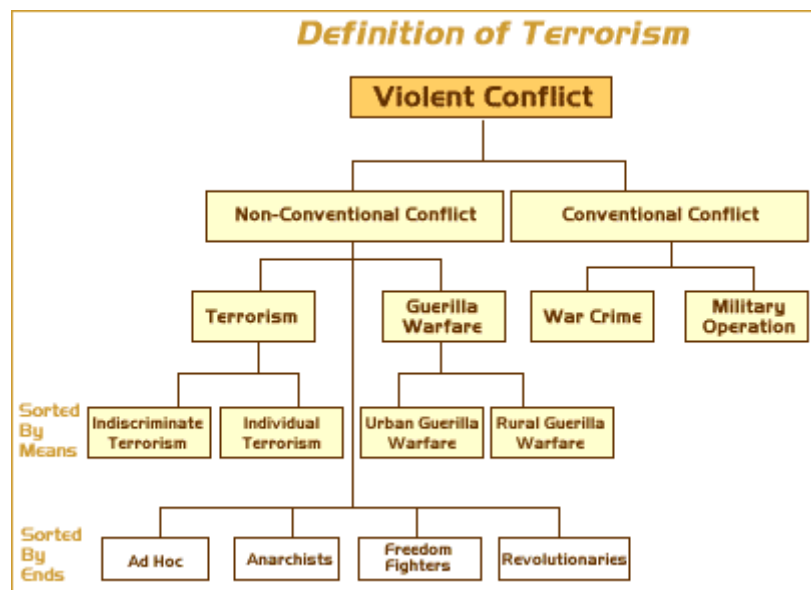 Definition of Terrorism
Violent Conflict
Non-Conventional Conflict
Conventional Conflict
Terrorism
Guerilla
Warfare
War Crime
Military
Operation
Sorted
By
Means
Indiscriminate
Terrorism
Individual
Terrorism
Urban Guerilla
Warfare
Rural Guerilla
Warfare
Sorted
By
Ends
Ad Hoc
Anarchists
Freedom
Fighters
Revolutionaries